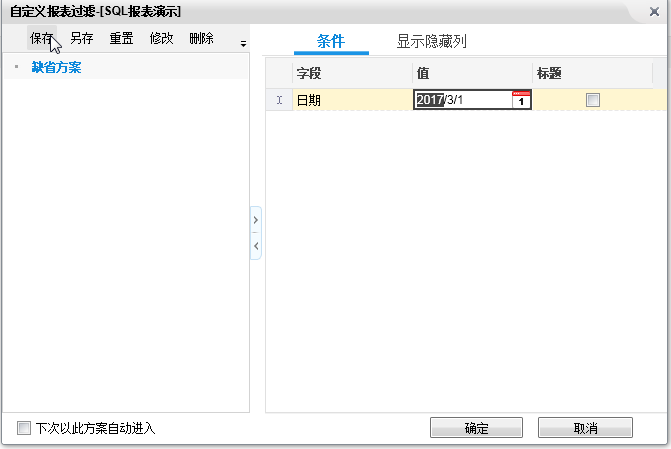 自定义报表过滤-[SQL报表演示]
保存 另存 重置 修改 删除
条件 显示隐藏列
缺省方案
字段 值 标题
日期 2017/3/1 1
下次以此方案自动进入
确定 取消